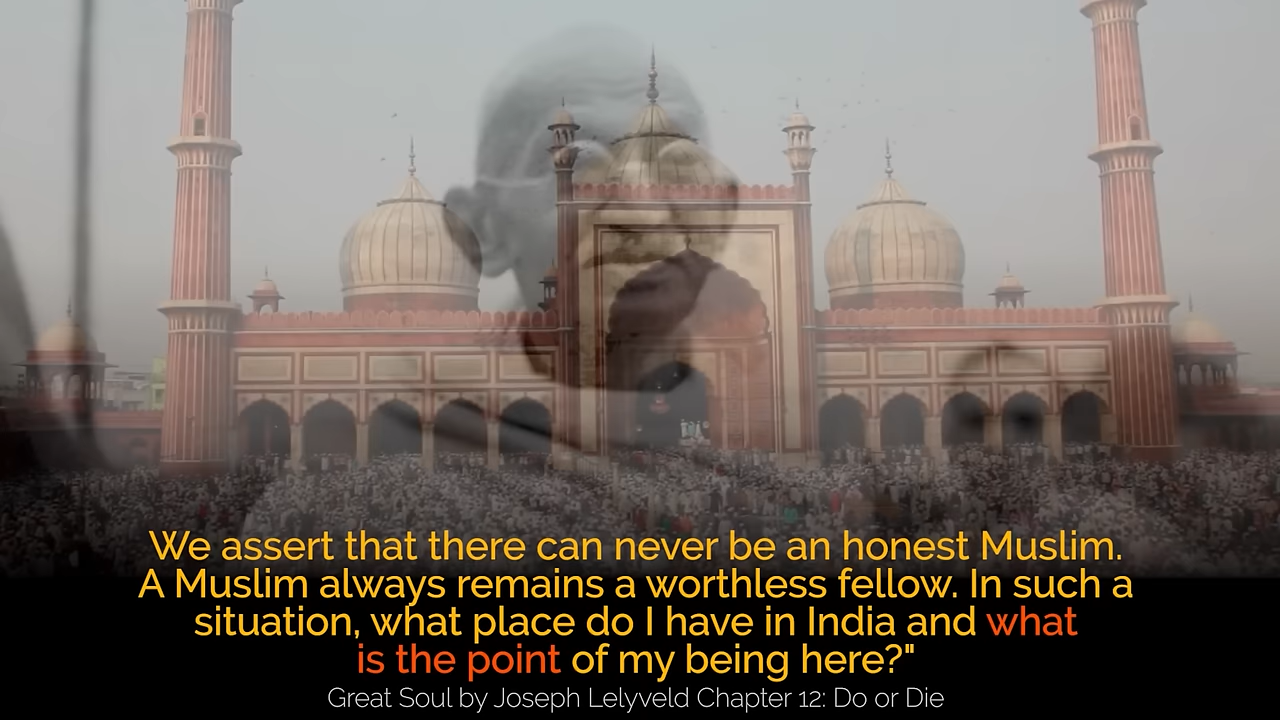 We assert that there can never be an honest Muslim.
A Muslim always remains a worthless fellow. In such a
situation, what place do I have in India and what
is the point of my being here?"
Great Soul by Joseph Lelyveld Chapter 12: Do or Die